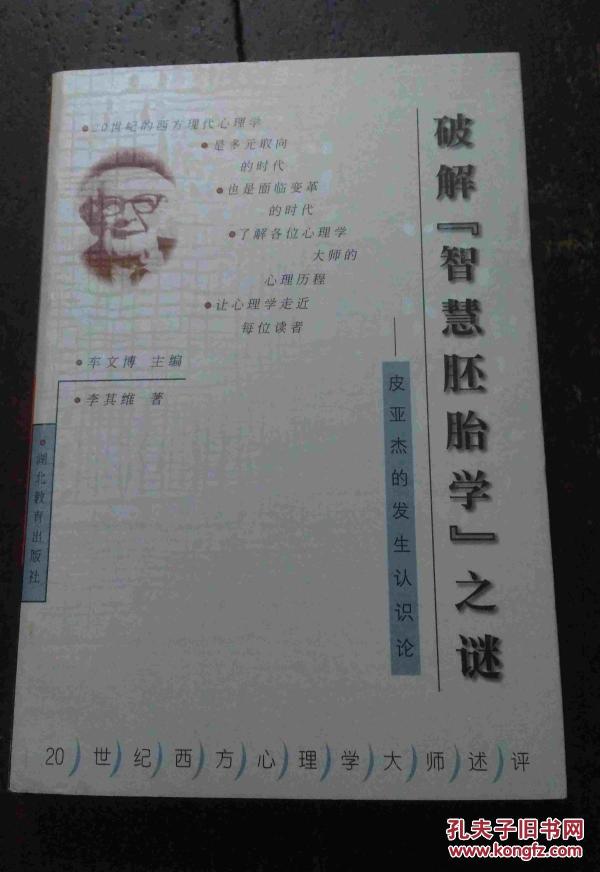 破解『智慧胚胎学』之谜
——皮亚杰的发生认识论
•20世纪的西方现代心理学
•是多元取向
的时代
•也是面临变革
的时代
•了解各位心理学
大师的
心理历程
•让心理学走近
每位读者
•车文博 主编
•李其维 著
•湖北教育出版社
20世纪西方心理学大师述评
孔夫子旧书网
www.kongfz.com